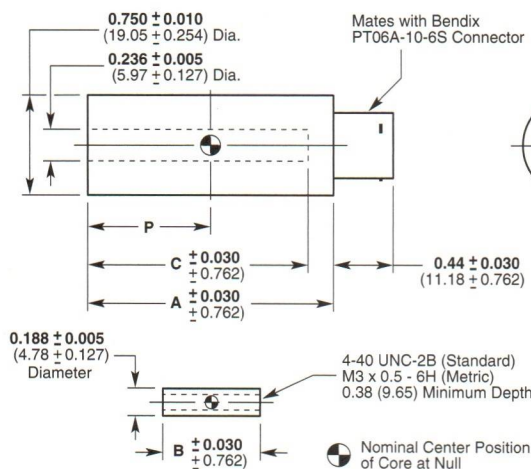 0.750 ± 0.010
(19.05 ± 0.254) Dia.
Mates with Bendix
PT06A-10-6S Connector
0.236 ± 0.005
(5.97 ± 0.127) Dia.
P
C ± 0.030
± 0.762)
0.44 ± 0.030
(11.18 ± 0.762)
A ± 0.030
± 0.762)
0.188 ± 0.005
(4.78 ± 0.127)
Diameter
4-40 UNC-2B (Standard)
M3 x 0.5 - 6H (Metric)
0.38 (9.65) Minimum Depth
B ± 0.030
± 0.762)
Nominal Center Position
of Core at Null